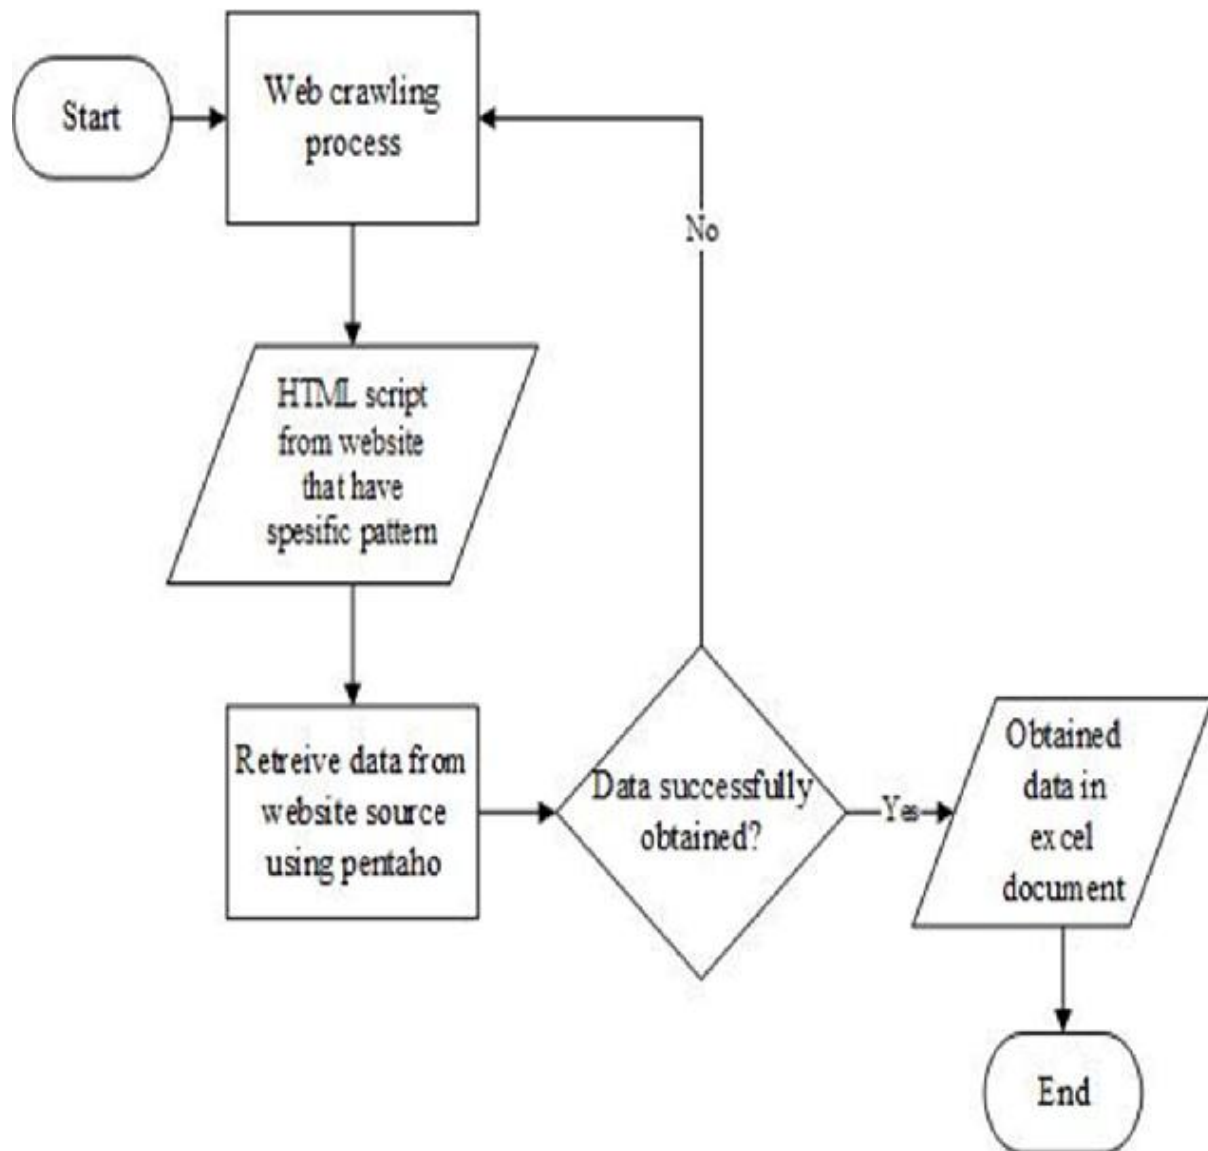 Start
Web crawling
process
No
HTML script
from website
that have
spesific pattern
Retreive data from
website source
using pentaho
Data successfully
obtained?
Yes
Obtained
data in
excel
document
End